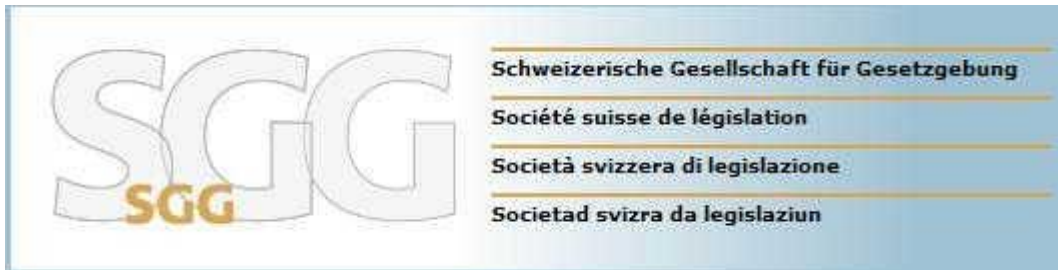 SGG
SGG
Schweizerische Gesellschaft für Gesetzgebung
Société suisse de législation
Società svizzera di legislazione
Societad svizra da legislaziun